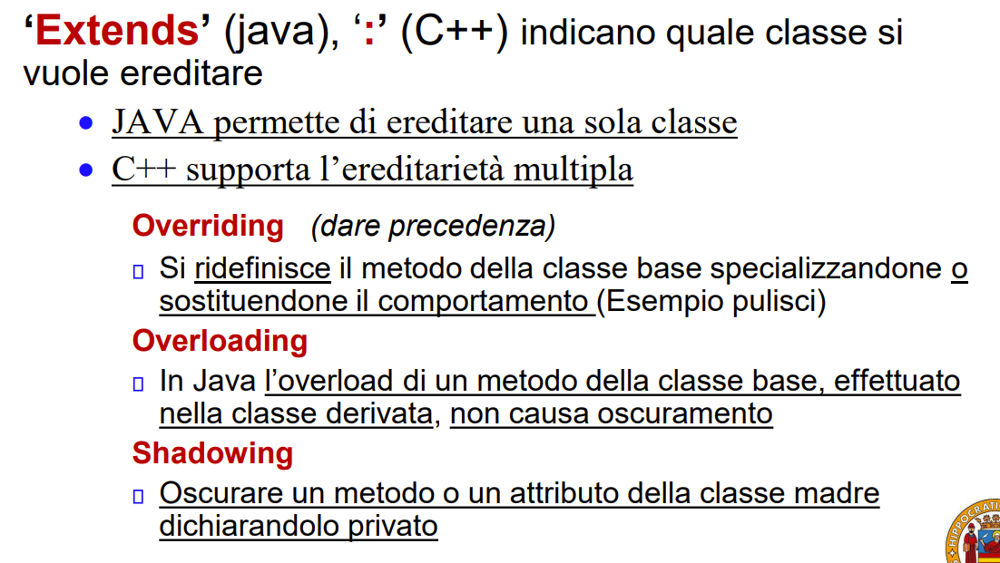 ‘Extends’ (java), ‘:’ (C++) indicano quale classe si
vuole ereditare
● JAVA permette di ereditare una sola classe
● C++ supporta l’ereditarietà multipla
Overriding (dare precedenza)
▯ Si ridefinisce il metodo della classe base specializzandone o
sostituendone il comportamento (Esempio pulisci)
Overloading
▯ In Java l’overload di un metodo della classe base, effettuato
nella classe derivata, non causa oscuramento
Shadowing
▯ Oscurare un metodo o un attributo della classe madre
dichiarandolo privato